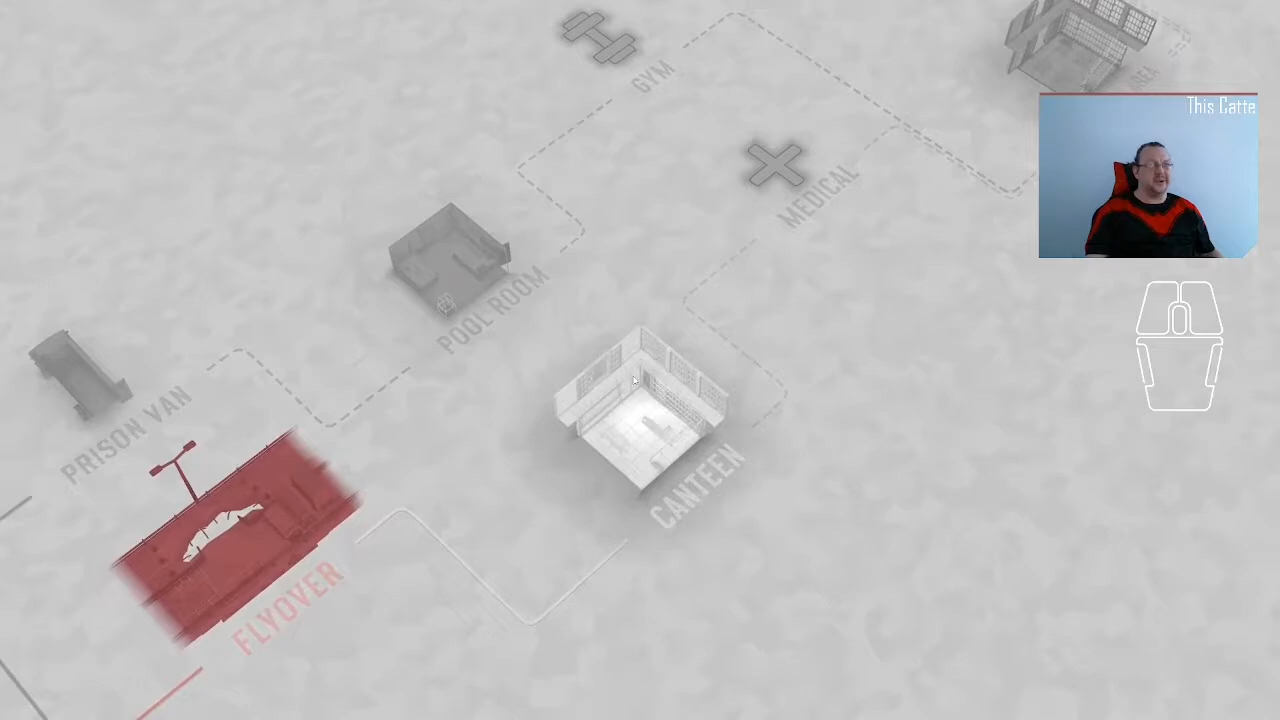 GYM
This Catte
MEDICAL
POOL ROOM
PRISON VAN
CANTEEN
FLYOVER